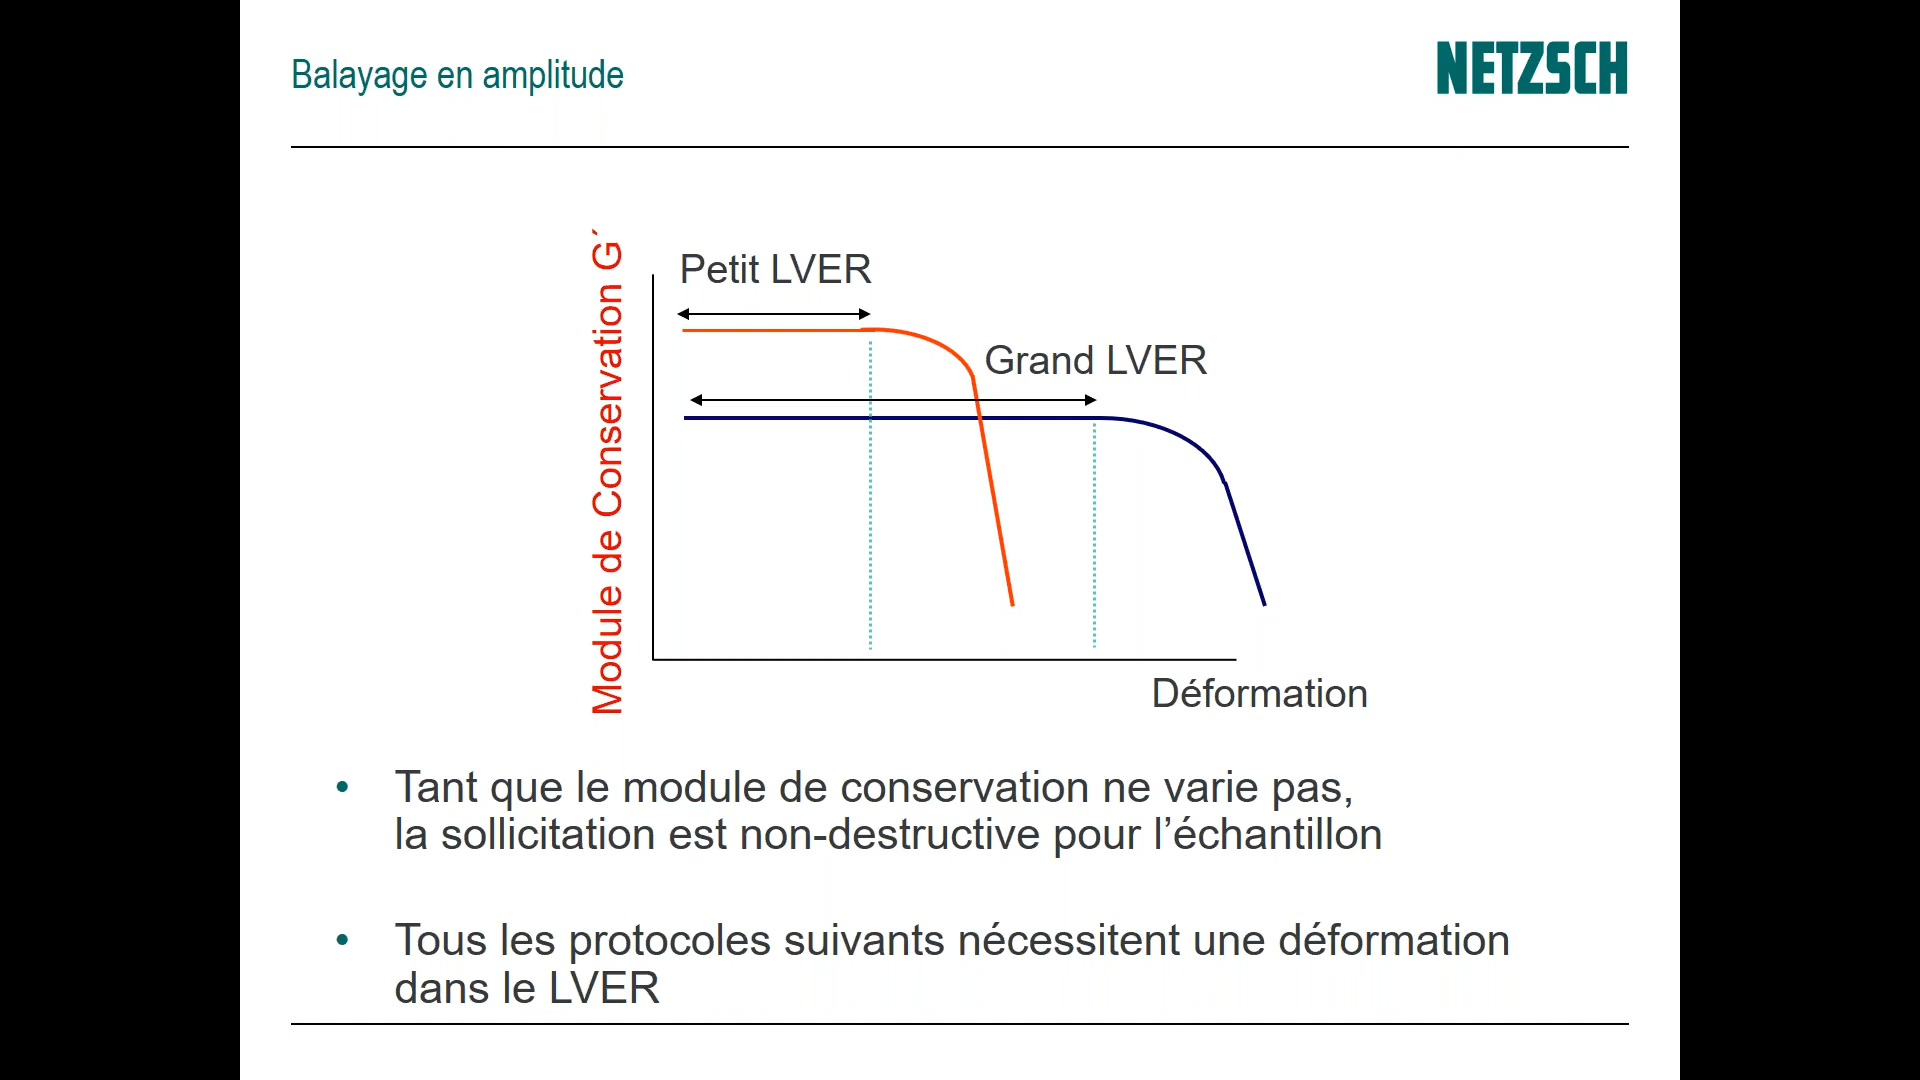 Balayage en amplitude
NETZSCH
Module de Conservation G´
Petit LVER
Grand LVER
Déformation
• Tant que le module de conservation ne varie pas,
la sollicitation est non-destructive pour l’échantillon
• Tous les protocoles suivants nécessitent une déformation
dans le LVER